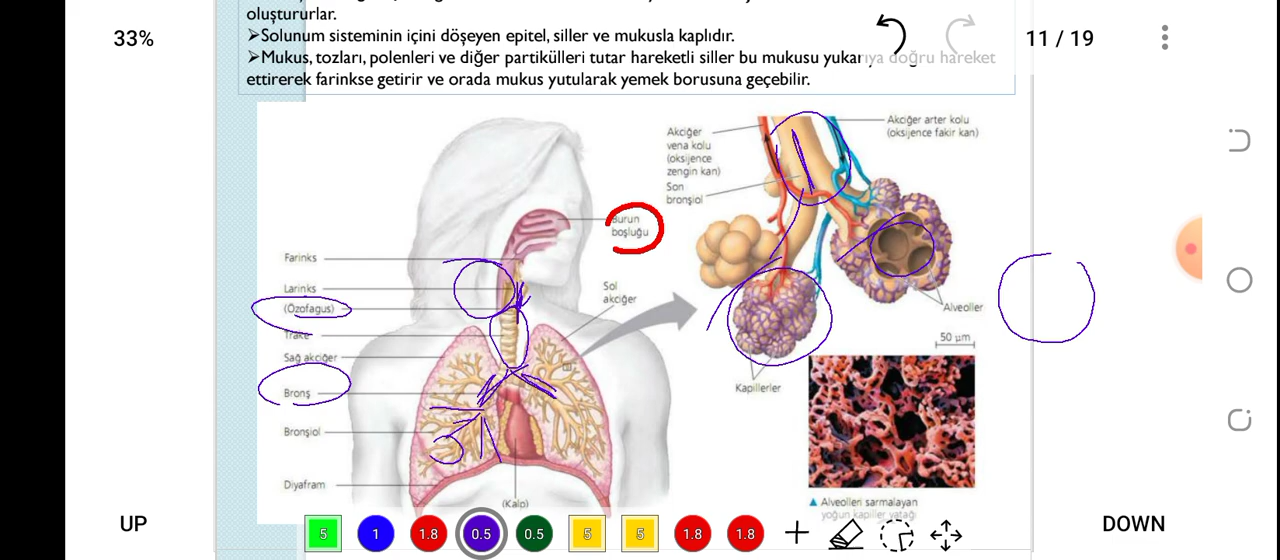 33%
11 / 19
oluştururlar.
➢Solunum sisteminin içini döşeyen epitel, siller ve mukusla kaplıdır.
➢Mukus, tozları, polenleri ve diğer partikülleri tutar hareketli siller bu mukusu yukarıya doğru hareket
ettirerek farinkse getirir ve orada mukus yutularak yemek borusuna geçebilir.
Burun
boşluğu
Farinks
Larinks
(Özofagus)
Trake
Sağ akciğer
Bronş
Bronşiol
Diyafram
(Kalp)
Sol
akciğer
Akciğer
vena kolu
(oksijence
zengin kan)
Son
bronşiol
Akciğer arter kolu
(oksijence fakir kan)
Alveoller
Kapillerler
50 µm
▲ Alveolleri sarmalayan
yoğun kapiller yatağı
UP
5
1
1.8
0.5
0.5
5
5
1.8
1.8
DOWN